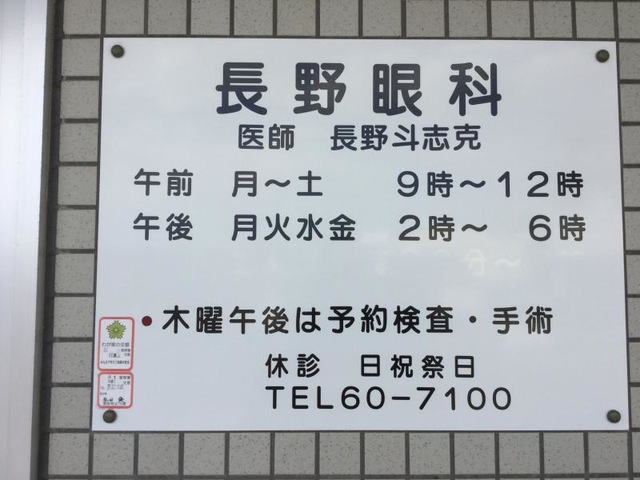 長野眼科
医師 長野斗志克
午前 月〜土 9時〜12時
午後 月火水金 2時〜 6時
•木曜午後は予約検査・手術
休診 日祝祭日
TEL60-7100